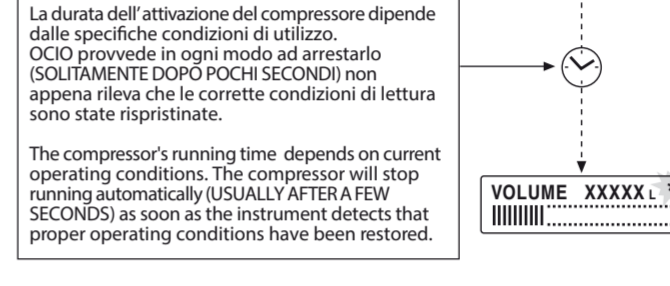 La durata dell'attivazione del compressore dipende
dalle specifiche condizioni di utilizzo.
OCIO provvede in ogni modo ad arrestarlo
(SOLITAMENTE DOPO POCHI SECONDI) non
appena rileva che le corrette condizioni di lettura
sono state rispristinate.
The compressor's running time depends on current
operating conditions. The compressor will stop
running automatically (USUALLY AFTER A FEW
SECONDS) as soon as the instrument detects that
proper operating conditions have been restored.
VOLUME XXXXX L